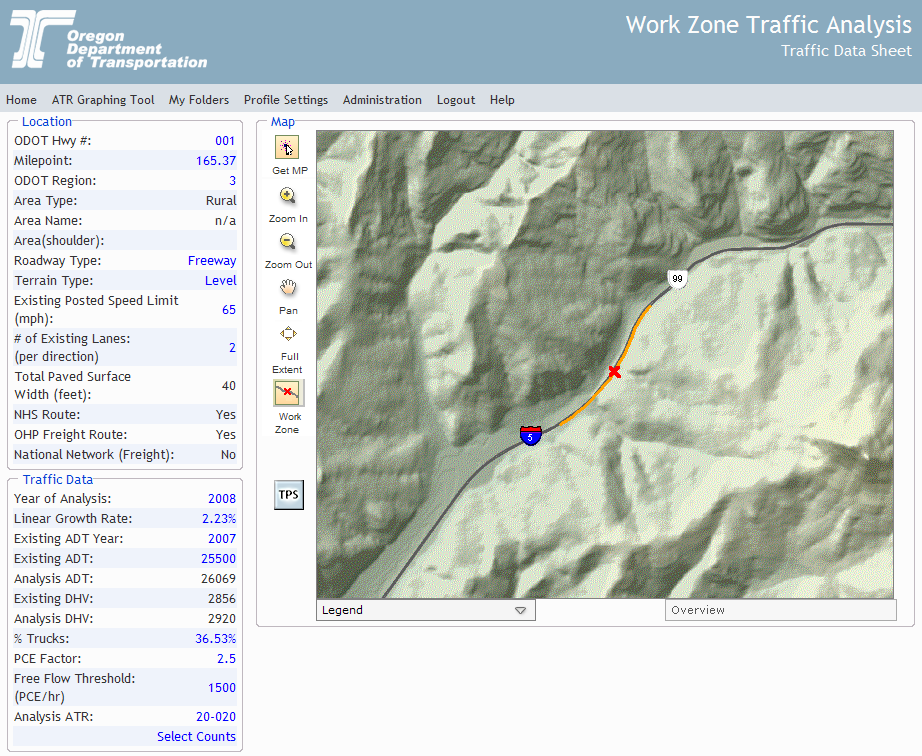 Oregon
Department
of Transportation
Work Zone Traffic Analysis
Traffic Data Sheet
Home ATR Graphing Tool My Folders Profile Settings Administration Logout Help
Location
ODOT Hwy #: 001
Milepoint: 165.37
ODOT Region: 3
Area Type: Rural
Area Name: n/a
Area(shoulder):
Roadway Type: Freeway
Terrain Type: Level
Existing Posted Speed Limit
(mph): 65
# of Existing Lanes:
(per direction) 2
Total Paved Surface
Width (feet): 40
NHS Route: Yes
OHP Freight Route: Yes
National Network (Freight): No
Traffic Data
Year of Analysis: 2008
Linear Growth Rate: 2.23%
Existing ADT Year: 2007
Existing ADT: 25500
Analysis ADT: 26069
Existing DHV: 2856
Analysis DHV: 2920
% Trucks: 36.53%
PCE Factor: 2.5
Free Flow Threshold:
(PCE/hr) 1500
Analysis ATR: 20-020
Select Counts
Map
Get MP
Zoom In
Zoom Out
Pan
Full
Extent
Work
Zone
TPS
99
5
Legend
Overview